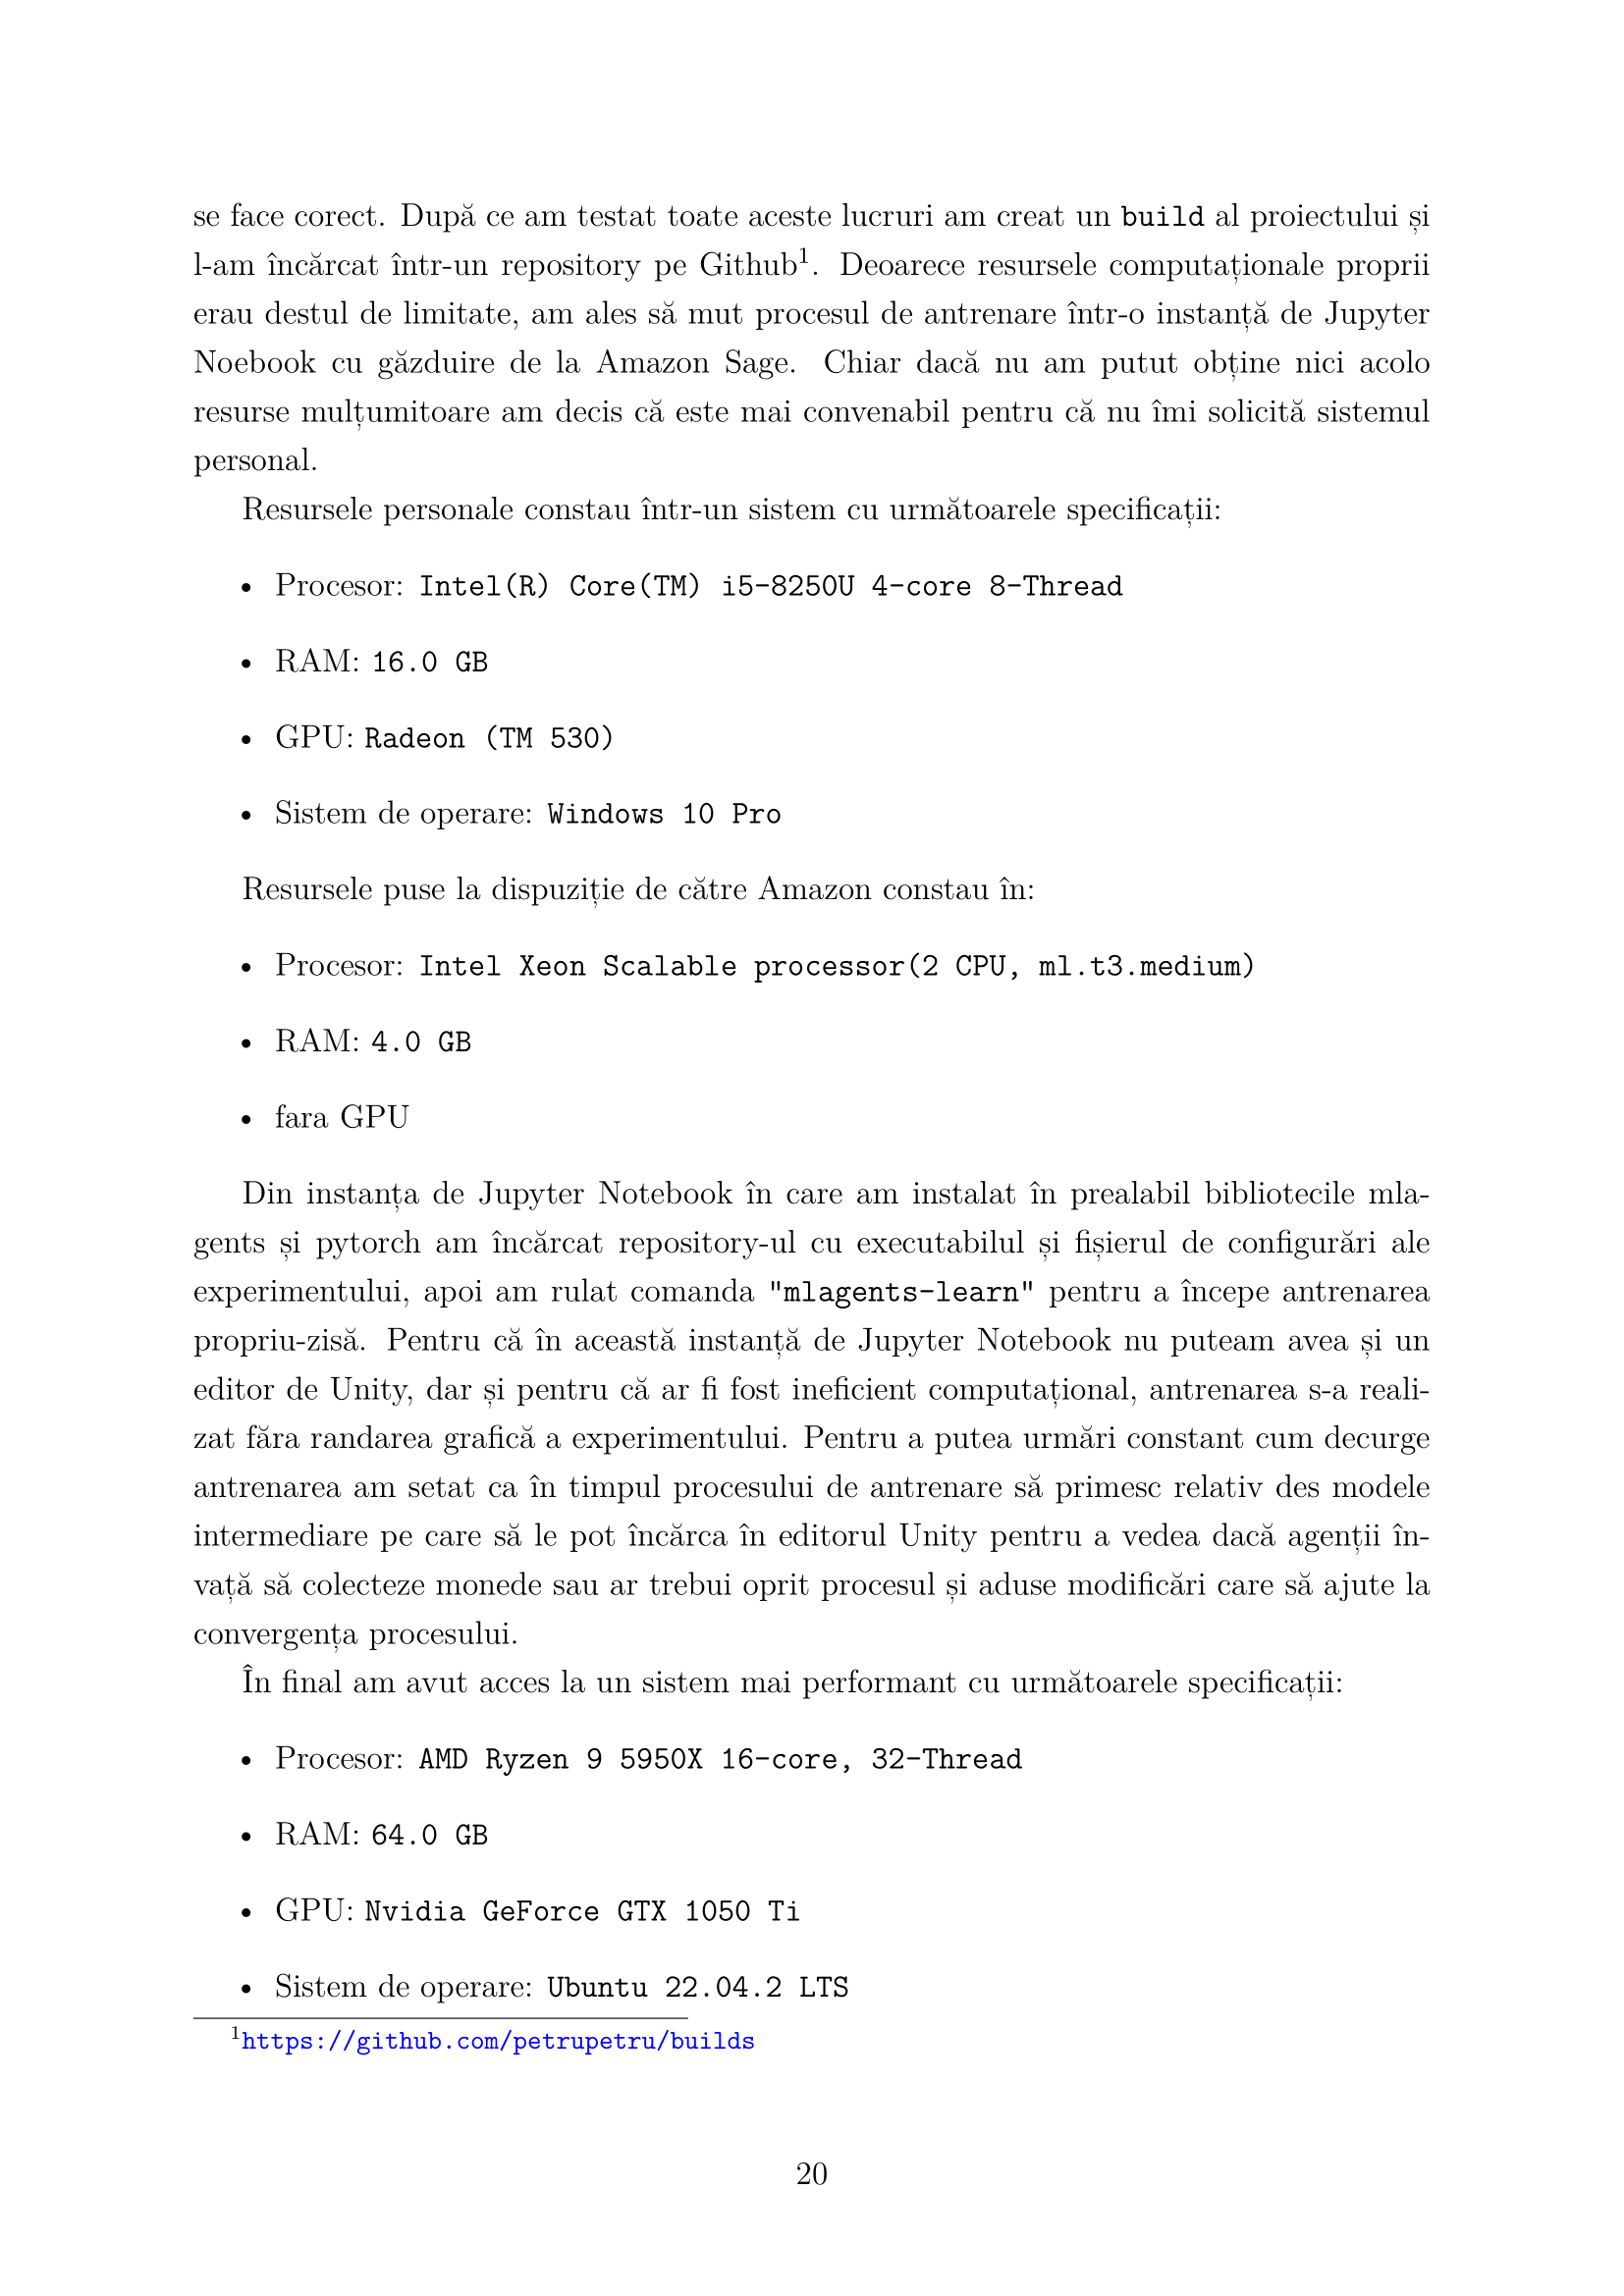 se face corect. După ce am testat toate aceste lucruri am creat un build al proiectului și
l-am încărcat într-un repository pe Github1. Deoarece resursele computaționale proprii
erau destul de limitate, am ales să mut procesul de antrenare într-o instanță de Jupyter
Noebook cu găzduire de la Amazon Sage. Chiar dacă nu am putut obține nici acolo
resurse mulțumitoare am decis că este mai convenabil pentru că nu îmi solicită sistemul
personal.
Resursele personale constau într-un sistem cu următoarele specificații:
• Procesor: Intel(R) Core(TM) i5-8250U 4-core 8-Thread
• RAM: 16.0 GB
• GPU: Radeon (TM 530)
• Sistem de operare: Windows 10 Pro
Resursele puse la dispuziție de către Amazon constau în:
• Procesor: Intel Xeon Scalable processor(2 CPU, ml.t3.medium)
• RAM: 4.0 GB
• fara GPU
Din instanța de Jupyter Notebook în care am instalat în prealabil bibliotecile mla-
gents și pytorch am încărcat repository-ul cu executabilul și fișierul de configurări ale
experimentului, apoi am rulat comanda "mlagents-learn" pentru a începe antrenarea
propriu-zisă. Pentru că în această instanță de Jupyter Notebook nu puteam avea și un
editor de Unity, dar și pentru că ar fi fost ineficient computațional, antrenarea s-a reali-
zat făra randarea grafică a experimentului. Pentru a putea urmări constant cum decurge
antrenarea am setat ca în timpul procesului de antrenare să primesc relativ des modele
intermediare pe care să le pot încărca în editorul Unity pentru a vedea dacă agenții în-
vață să colecteze monede sau ar trebui oprit procesul și aduse modificări care să ajute la
convergența procesului.
În final am avut acces la un sistem mai performant cu următoarele specificații:
• Procesor: AMD Ryzen 9 5950X 16-core, 32-Thread
• RAM: 64.0 GB
• GPU: Nvidia GeForce GTX 1050 Ti
• Sistem de operare: Ubuntu 22.04.2 LTS
1https://github.com/petrupetru/builds
20